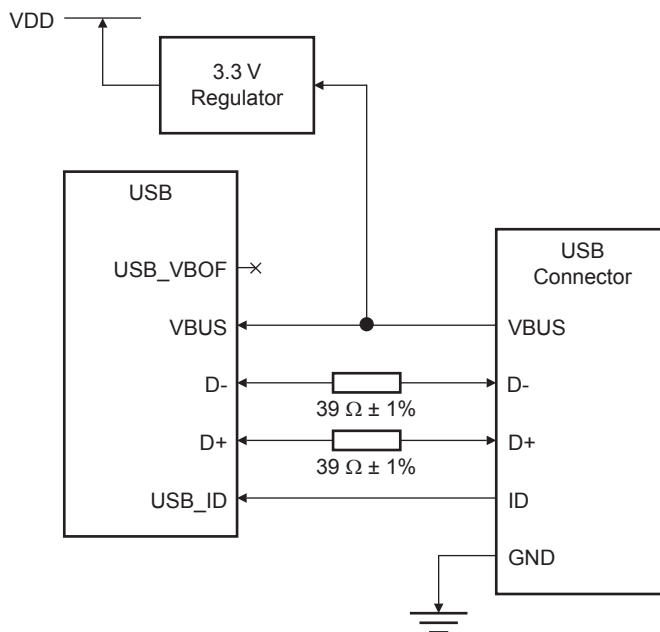 VDD
3.3 V
Regulator
USB
USB_VBOF
VBUS
D-
39 Ω ± 1%
D+
39 Ω ± 1%
USB_ID
USB
Connector
VBUS
D-
D+
ID
GND